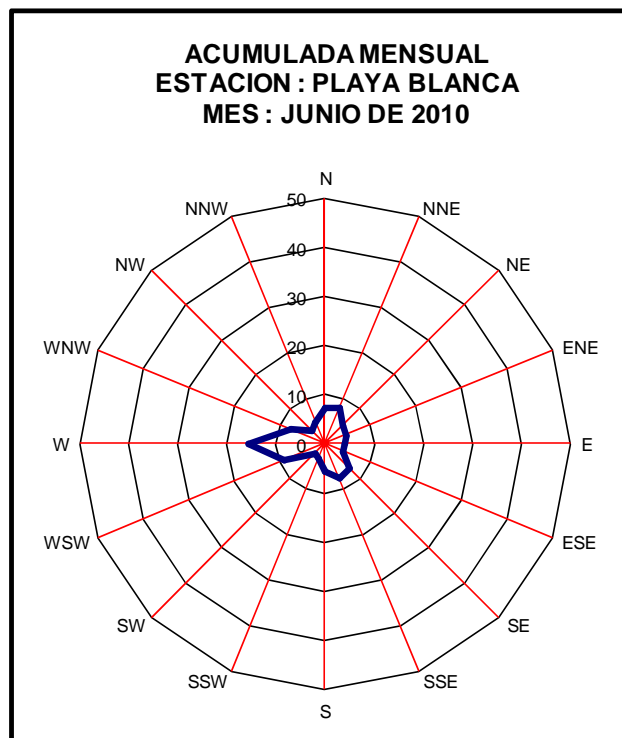 ACUMULADA MENSUAL
ESTACION : PLAYA BLANCA
MES : JUNIO DE 2010
N
NNE
NE
ENE
E
ESE
SE
SSE
S
SSW
SW
WSW
W
WNW
NW
NNW
50
40
30
20
10
0